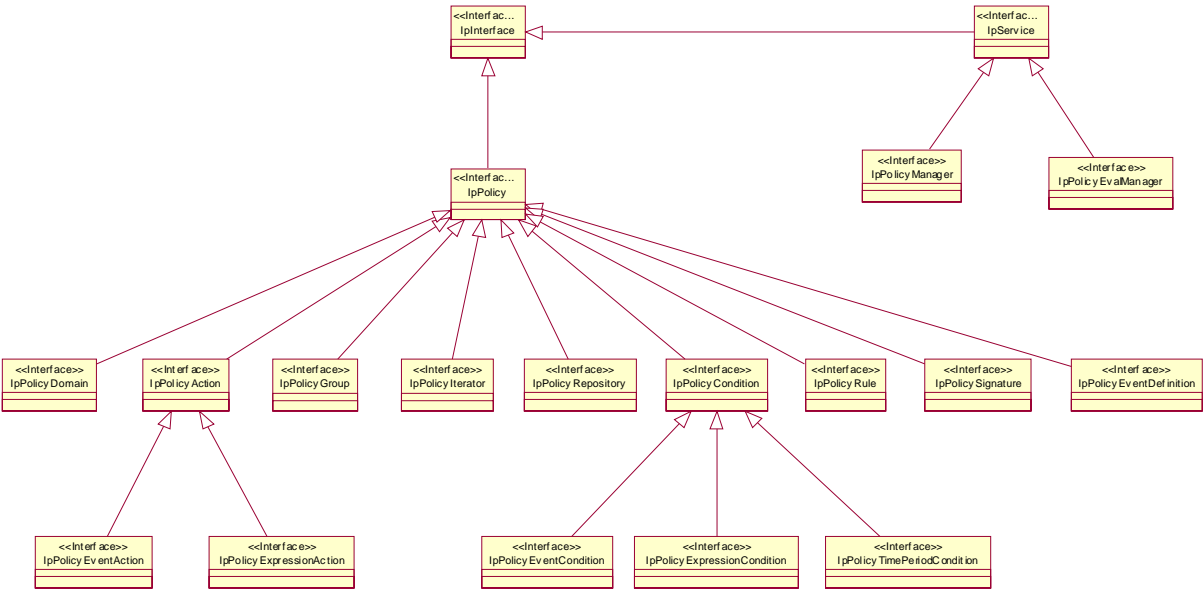 <<Interfac...
IpInterface
<<Interfac...
IpService
<<Interface>>
IpPolicyManager
<<Interface>>
IpPolicyEvalManager
<<Interfac...
IpPolicy
<<Interface>>
IpPolicyDomain
<<Interface>>
IpPolicyAction
<<Interface>>
IpPolicyGroup
<<Interface>>
IpPolicyIterator
<<Interface>>
IpPolicyRepository
<<Interface>>
IpPolicyCondition
<<Interface>>
IpPolicyRule
<<Interface>>
IpPolicySignature
<<Interface>>
IpPolicyEventDefinition
<<Interface>>
IpPolicyEventAction
<<Interface>>
IpPolicyExpressionAction
<<Interface>>
IpPolicyEventCondition
<<Interface>>
IpPolicyExpressionCondition
<<Interface>>
IpPolicyTimePeriodCondition